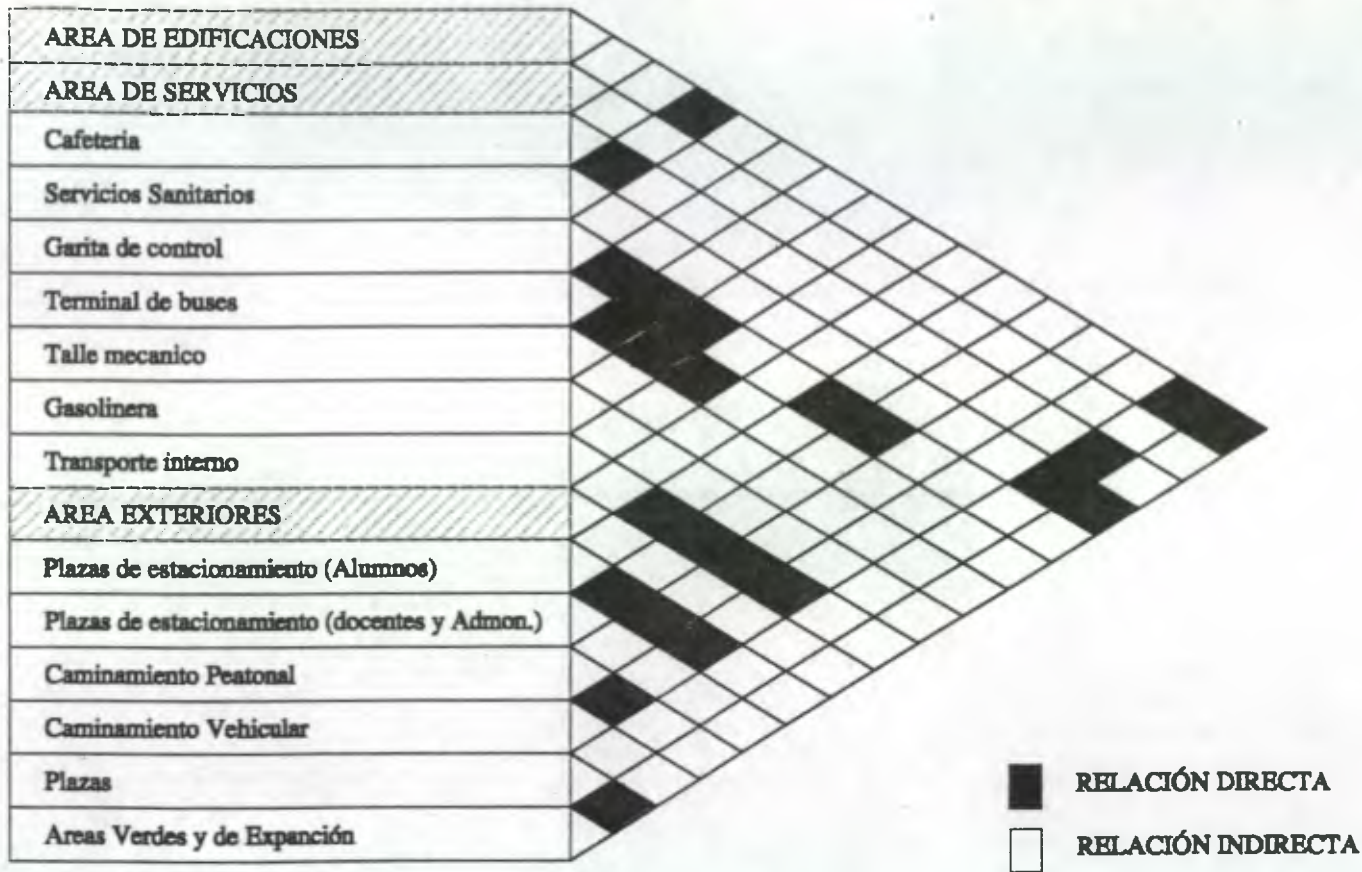 AREA DE EDIFICACIONES
AREA DE SERVICIOS
Cafeteria
Servicios Sanitarios
Garita de control
Terminal de buses
Talle mecanico
Gasolinera
Transporte interno
AREA EXTERIORES
Plazas de estacionamiento (Alumnos)
Plazas de estacionamiento (docentes y Admon.)
Caminamiento Peatonal
Caminamiento Vehicular
Plazas
Areas Verdes y de Expanción
RELACIÓN DIRECTA
RELACIÓN INDIRECTA